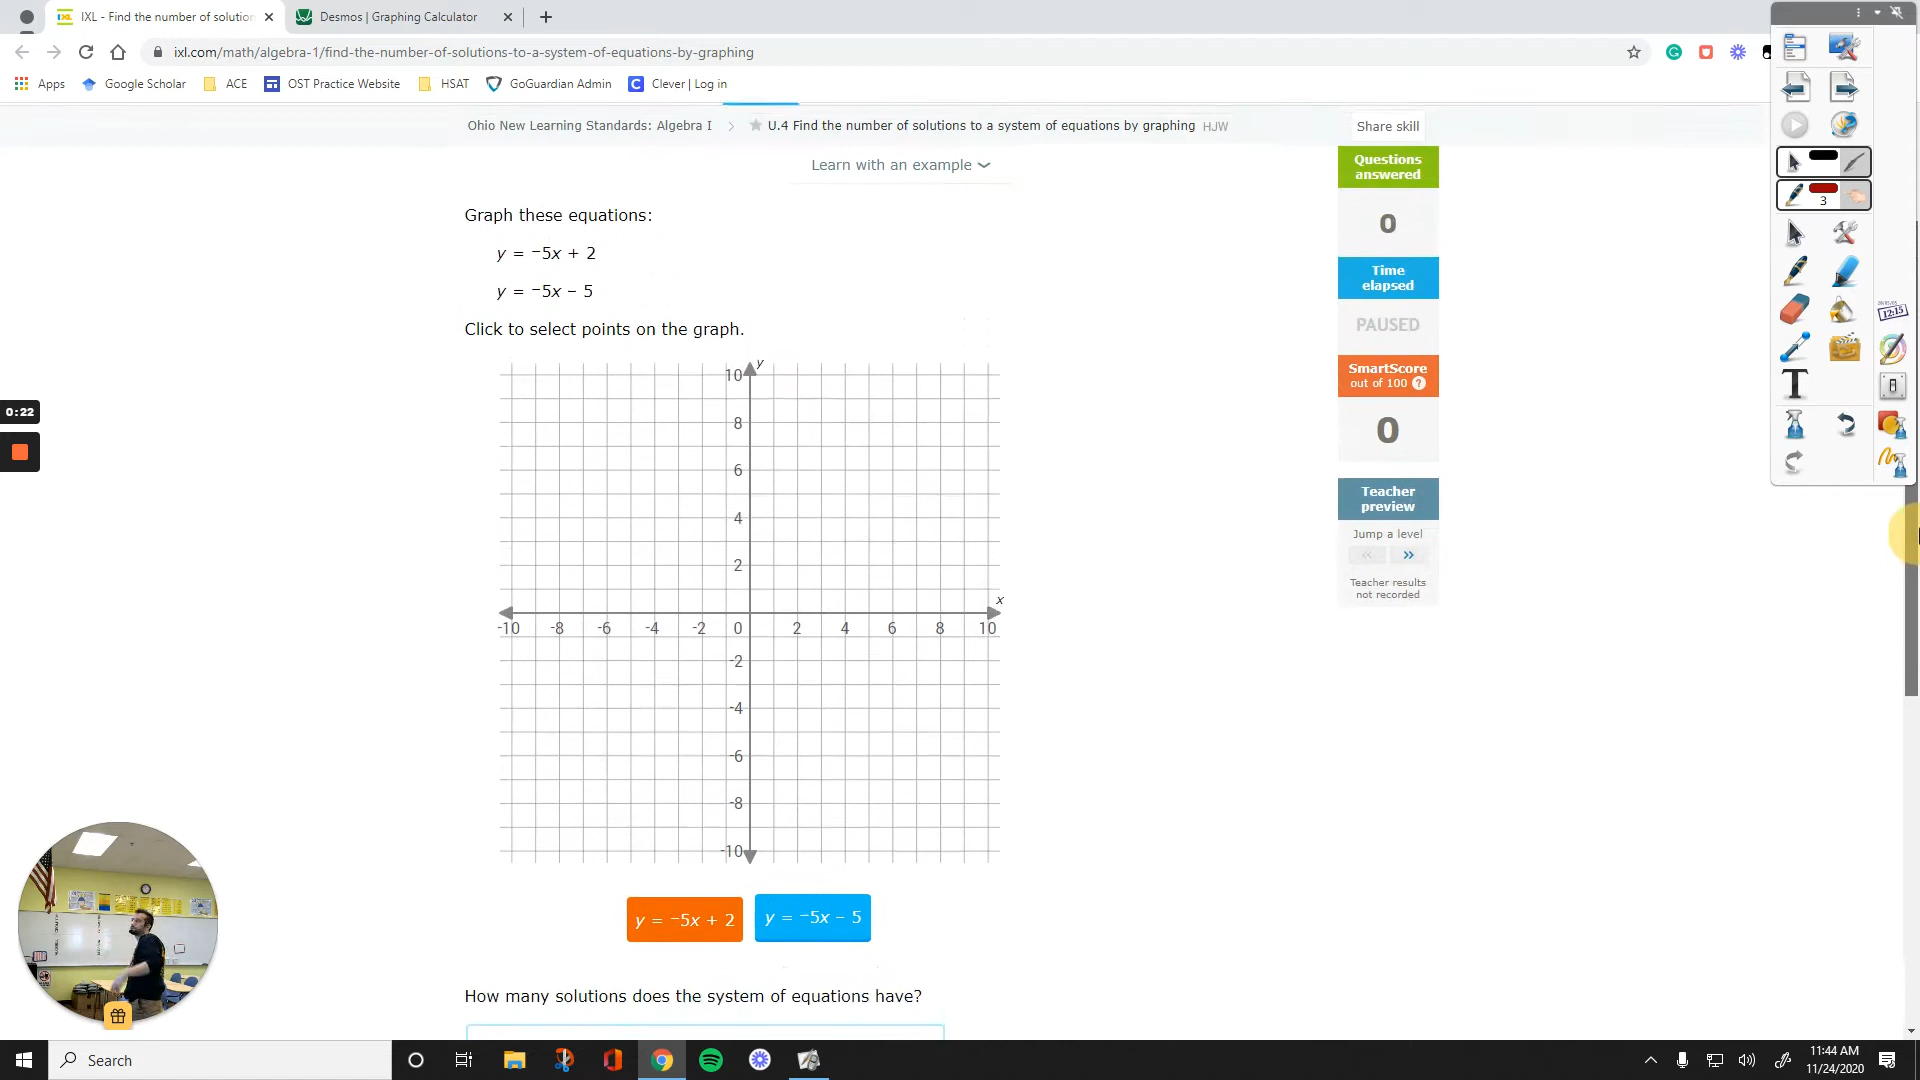 IXL - Find the number of solution
Desmos | Graphing Calculator
ixl.com/math/algebra-1/find-the-number-of-solutions-to-a-system-of-equations-by-graphing
Apps
Google Scholar
ACE
OST Practice Website
HSAT
GoGuardian Admin
Clever | Log in
Ohio New Learning Standards: Algebra I
U.4 Find the number of solutions to a system of equations by graphing HJW
Share skill
Learn with an example
Questions
answered
0
Time
elapsed
PAUSED
SmartScore
out of 100 ?
0
Teacher
preview
Jump a level
<< >>
Teacher results
not recorded
Graph these equations:
y = ⁻5x + 2
y = ⁻5x − 5
Click to select points on the graph.
y
10
8
6
4
2
x
-10 -8 -6 -4 -2 0 2 4 6 8 10
-2
-4
-6
-8
-10
y = ⁻5x + 2
y = ⁻5x − 5
How many solutions does the system of equations have?
0:22
3
12:15
T
Search
11:44 AM
11/24/2020